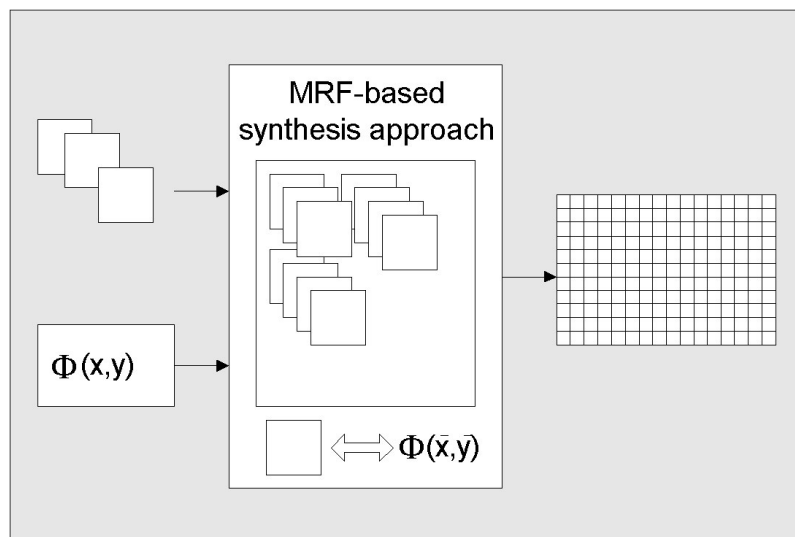 MRF-based
synthesis approach
Φ(x,y)
Φ(x̄,ȳ)